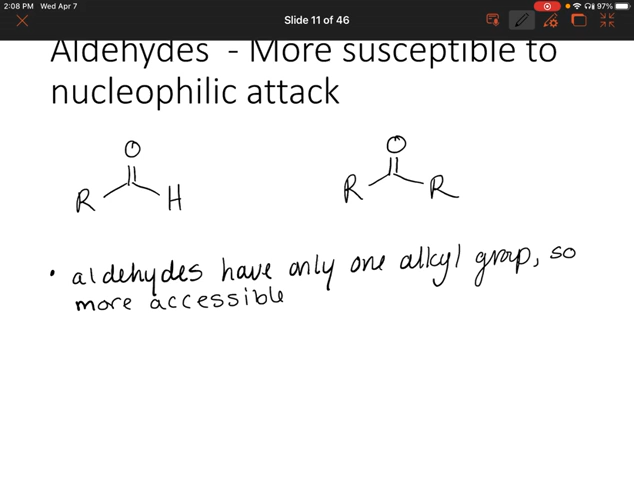 2:08 PM Wed Apr 7
97%
Slide 11 of 46
Aldehydes - More susceptible to
nucleophilic attack
O
R H
O
R R
• aldehydes have only one alkyl group, so
more accessible